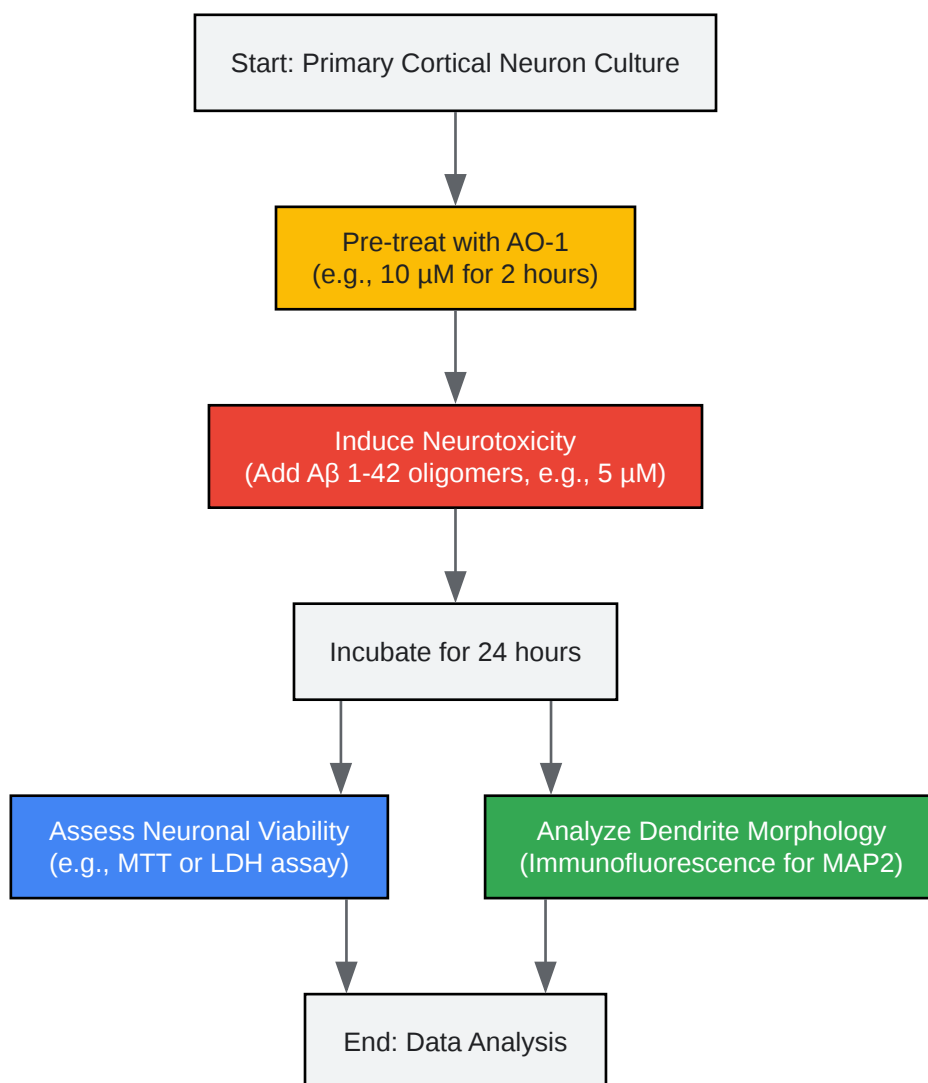 Start: Primary Cortical Neuron Culture
Pre-treat with AO-1
(e.g., 10 µM for 2 hours)
Induce Neurotoxicity
(Add Aβ 1-42 oligomers, e.g., 5 µM)
Incubate for 24 hours
Assess Neuronal Viability
(e.g., MTT or LDH assay)
Analyze Dendrite Morphology
(Immunofluorescence for MAP2)
End: Data Analysis